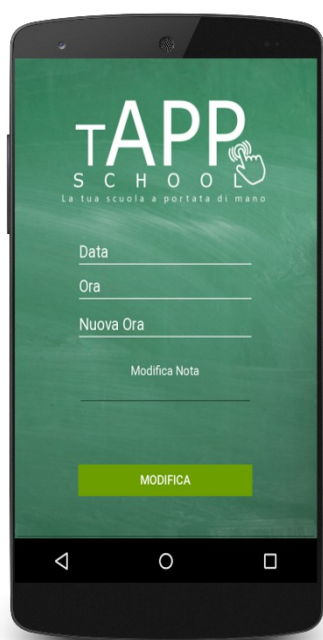 TAPP
SCHOOL
La tua scuola a portata di mano
Data
Ora
Nuova Ora
Modifica Nota
MODIFICA